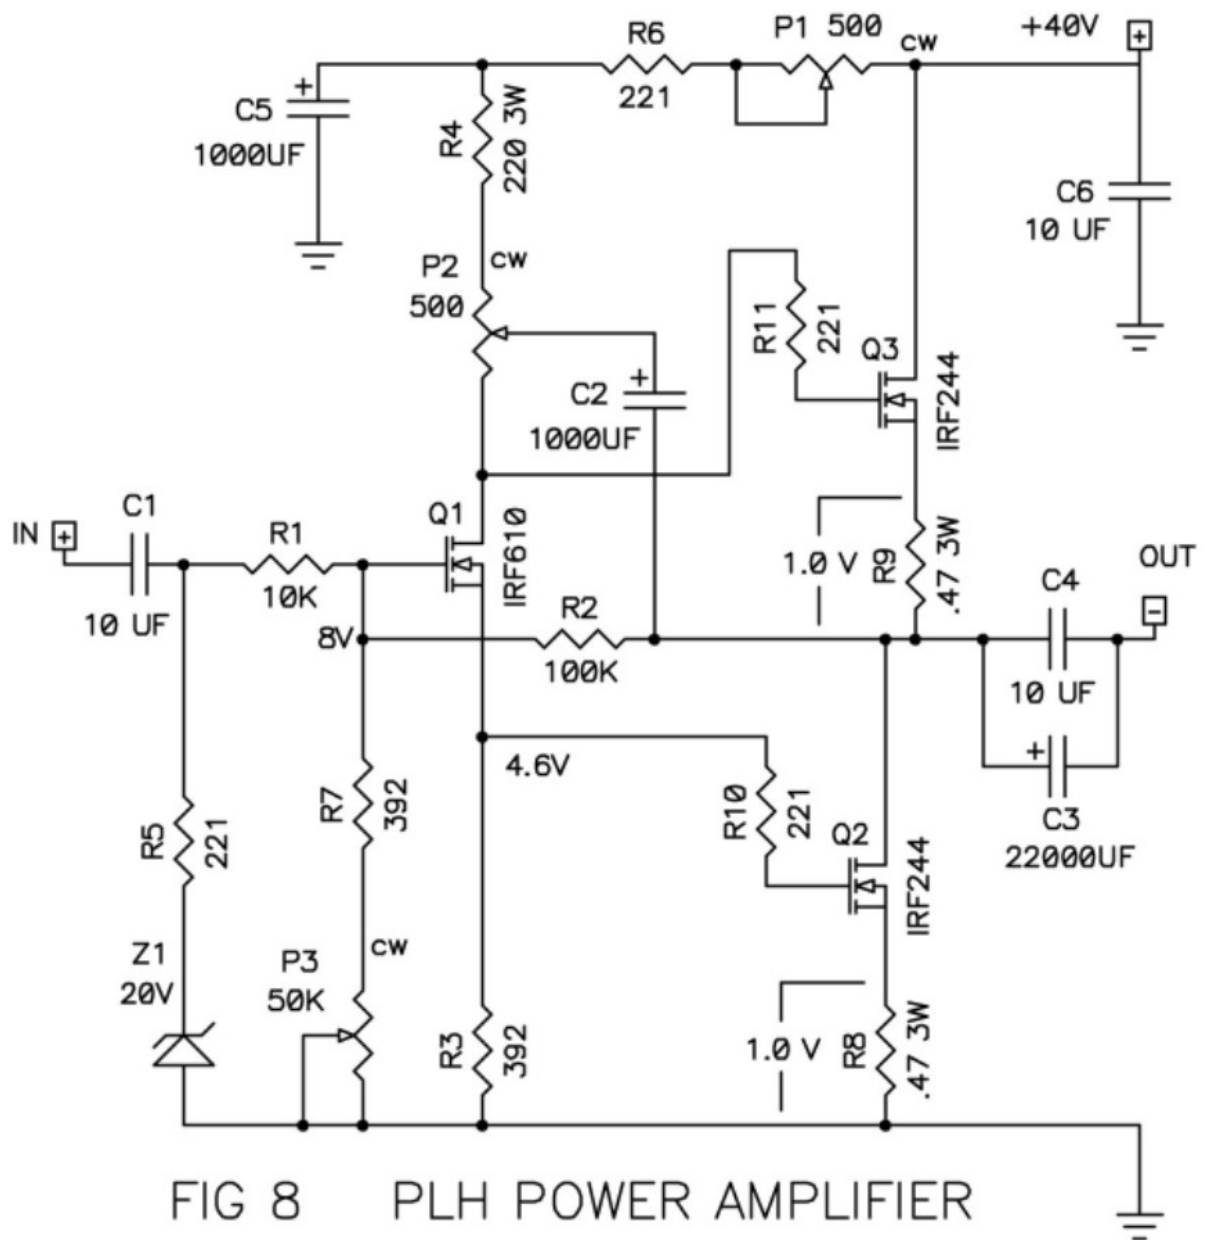 R6
221
P1 500
CW
+40V
+
+
C5
1000UF
R4
220 3W
C6
10 UF
P2
500
CW
R11
221
Q3
IRF244
+
C2
1000UF
IN
+
C1
10 UF
R1
10K
Q1
IRF610
1.0 V
R9
.47 3W
OUT
-
C4
10 UF
8V
R2
100K
+
C3
22000UF
4.6V
R7
392
R10
221
Q2
IRF244
R5
221
Z1
20V
P3
50K
CW
R3
392
1.0 V
R8
.47 3W
FIG 8 PLH POWER AMPLIFIER